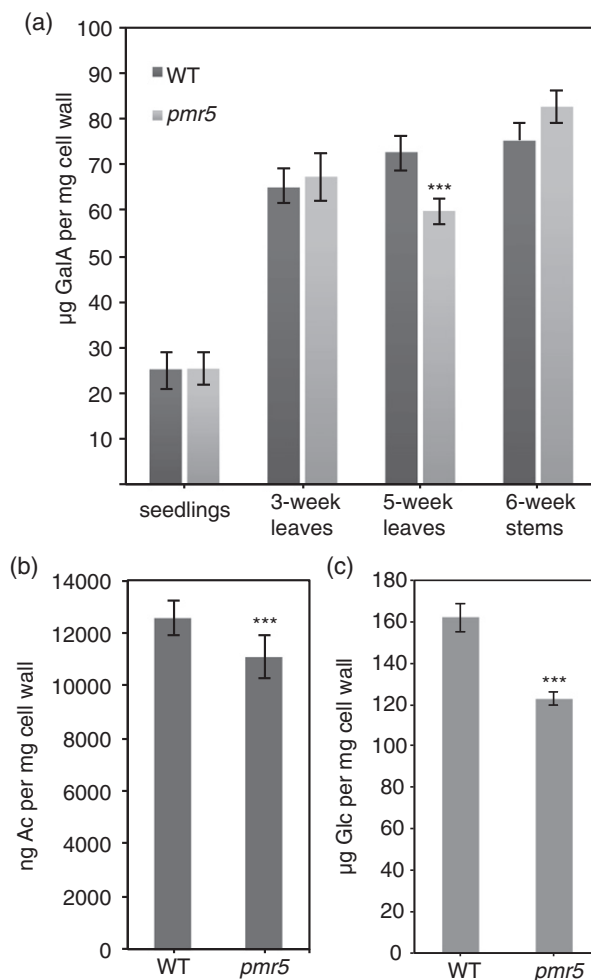 (a)
100
90
80
70
60
50
40
30
20
10
µg GalA per mg cell wall
WT
pmr5
***
seedlings
3-week
leaves
5-week
leaves
6-week
stems
(b)
14000
12000
10000
8000
6000
4000
2000
0
ng Ac per mg cell wall
***
WT
pmr5
(c)
180
160
140
120
100
80
60
40
20
0
µg Glc per mg cell wall
***
WT
pmr5